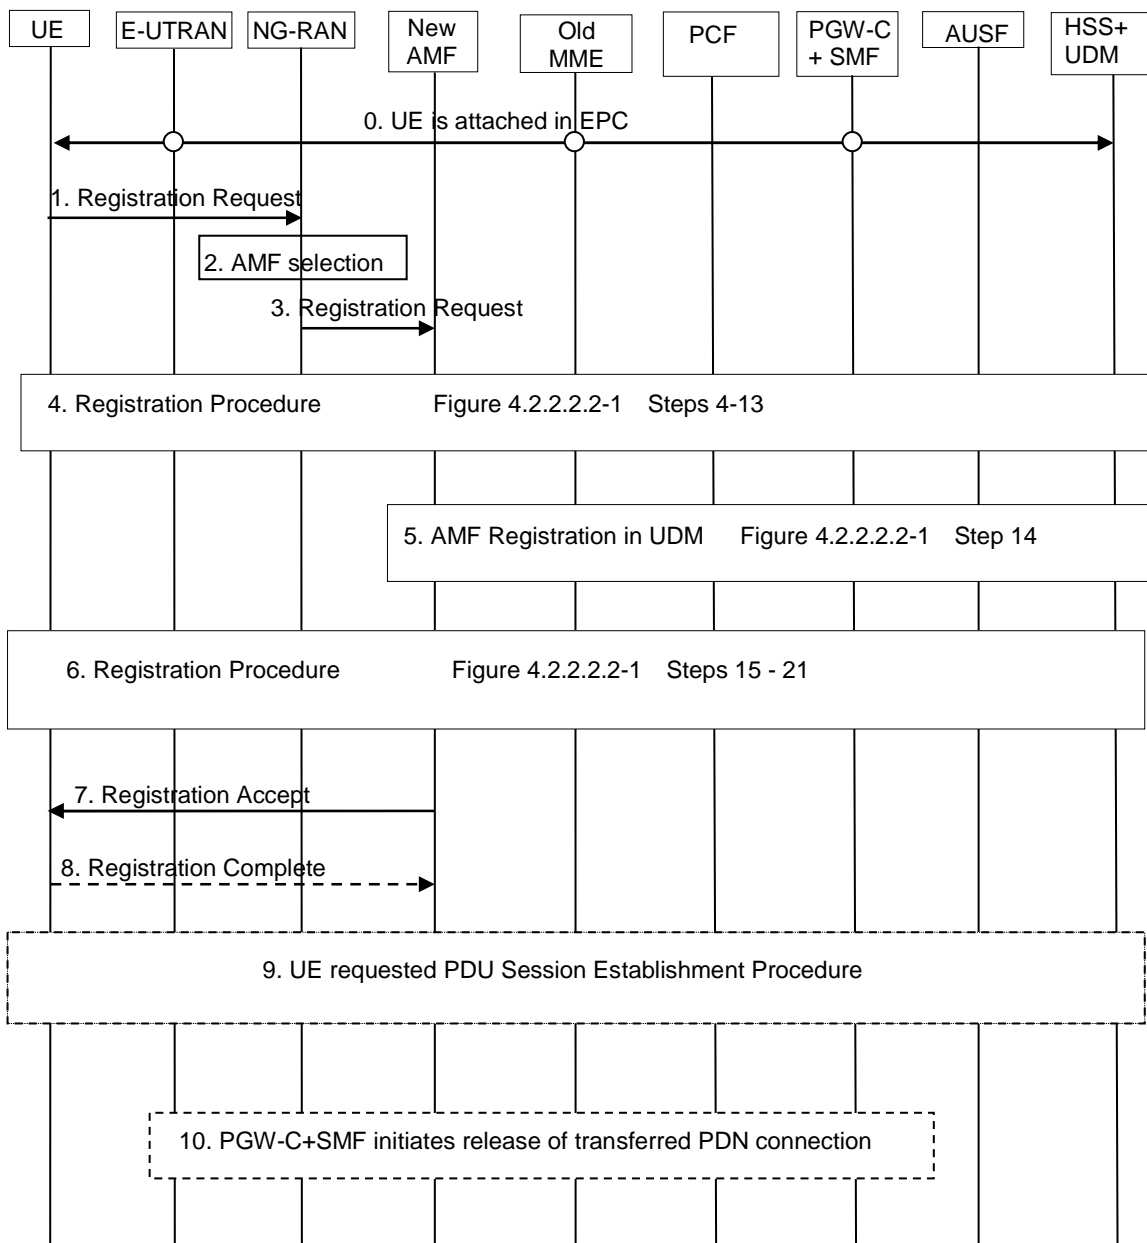 UE
E-UTRAN
NG-RAN
New
AMF
Old
MME
PCF
PGW-C
+ SMF
AUSF
HSS+
UDM
0. UE is attached in EPC
1. Registration Request
2. AMF selection
3. Registration Request
4. Registration Procedure Figure 4.2.2.2.2-1 Steps 4-13
5. AMF Registration in UDM Figure 4.2.2.2.2-1 Step 14
6. Registration Procedure Figure 4.2.2.2.2-1 Steps 15 - 21
7. Registration Accept
8. Registration Complete
9. UE requested PDU Session Establishment Procedure
10. PGW-C+SMF initiates release of transferred PDN connection